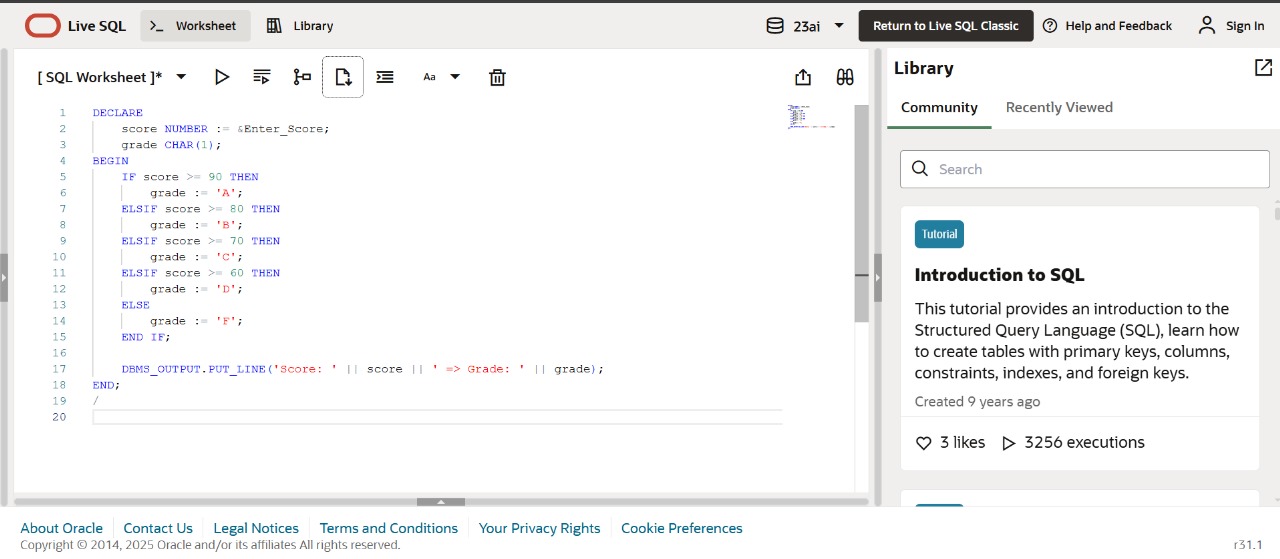 Live SQL
Worksheet
Library
23ai
Return to Live SQL Classic
Help and Feedback
Sign In
[ SQL Worksheet ]*
Aa
1 DECLARE
2 score NUMBER := &Enter_Score;
3 grade CHAR(1);
4 BEGIN
5 IF score >= 90 THEN
6 grade := 'A';
7 ELSIF score >= 80 THEN
8 grade := 'B';
9 ELSIF score >= 70 THEN
10 grade := 'C';
11 ELSIF score >= 60 THEN
12 grade := 'D';
13 ELSE
14 grade := 'F';
15 END IF;
16
17 DBMS_OUTPUT.PUT_LINE('Score: ' || score || ' => Grade: ' || grade);
18 END;
19 /
20
Library
Community
Recently Viewed
Search
Tutorial
Introduction to SQL
This tutorial provides an introduction to the
Structured Query Language (SQL), learn how
to create tables with primary keys, columns,
constraints, indexes, and foreign keys.
Created 9 years ago
3 likes
3256 executions
About Oracle
Contact Us
Legal Notices
Terms and Conditions
Your Privacy Rights
Cookie Preferences
Copyright © 2014, 2025 Oracle and/or its affiliates All rights reserved.
r31.1